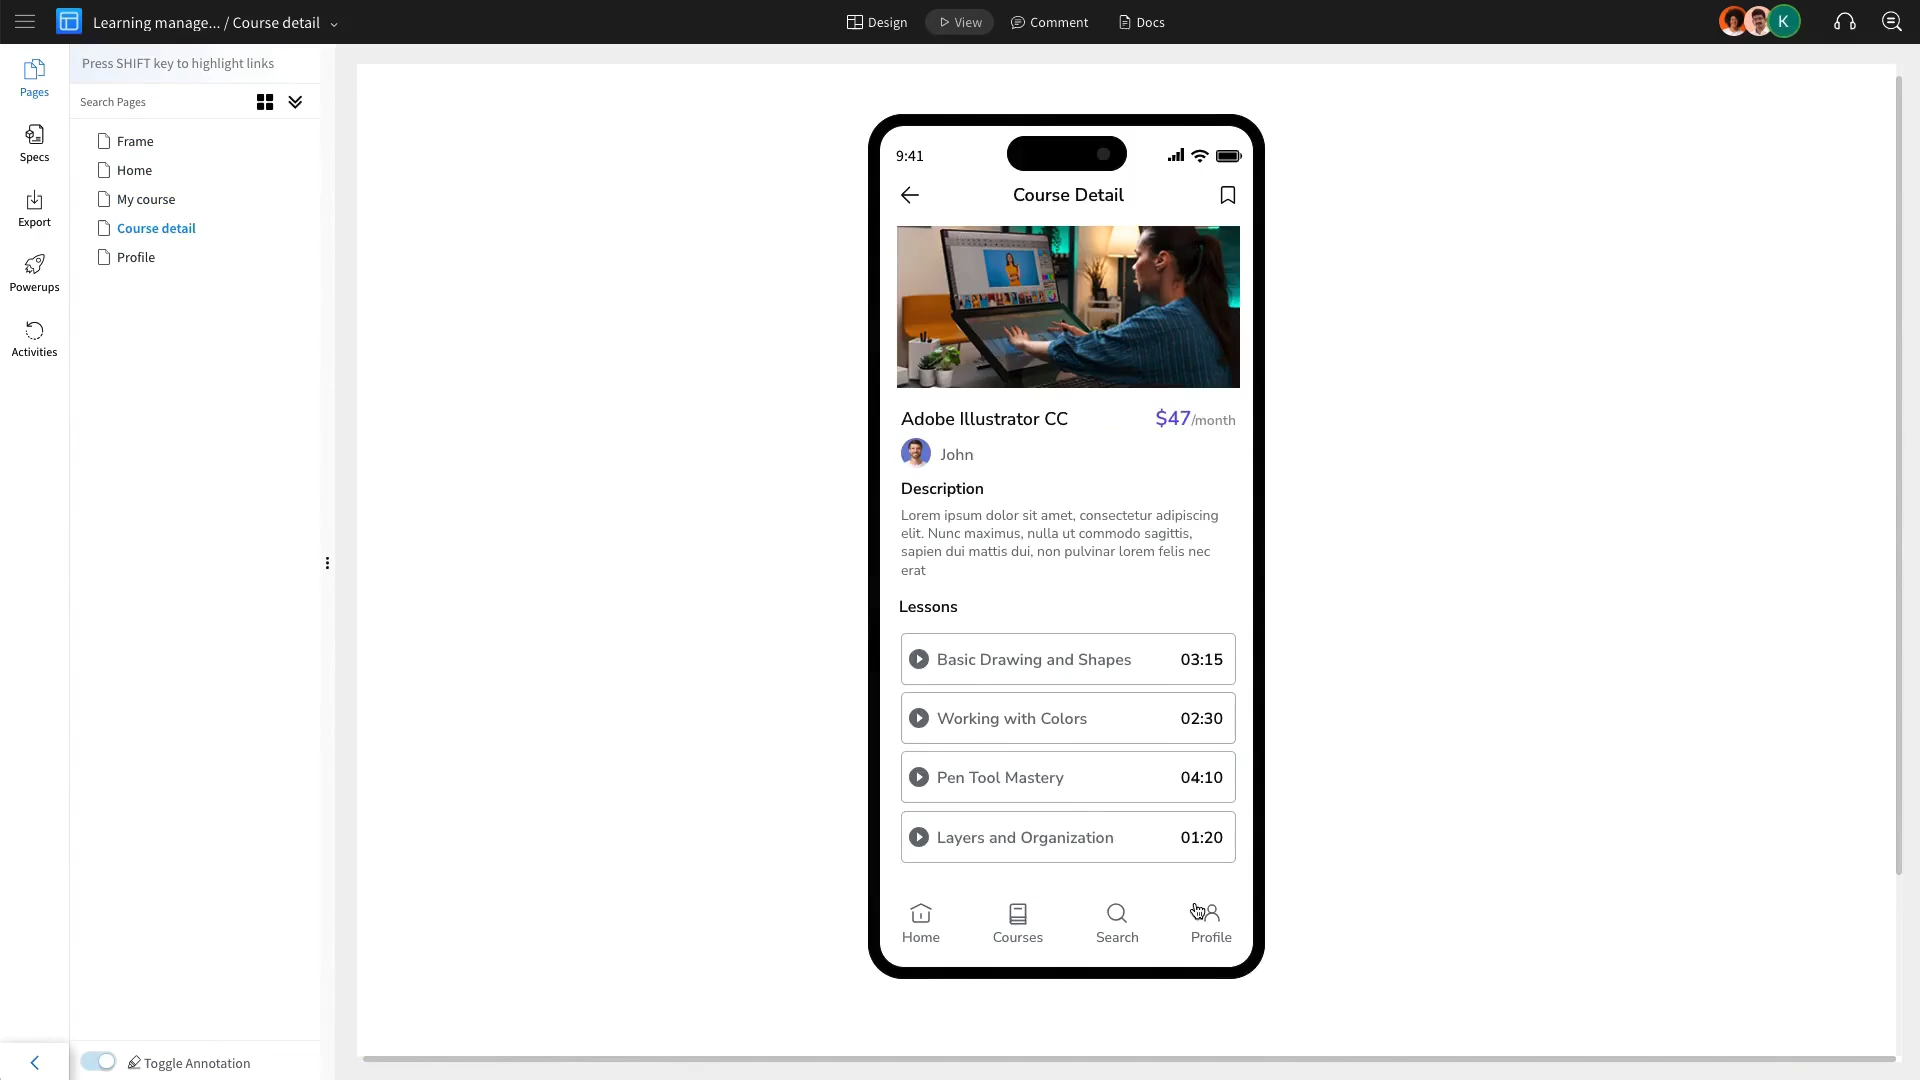 Learning manage... / Course detail
Design
View
Comment
Docs
K
Pages
Specs
Export
Powerups
Activities
Press SHIFT key to highlight links
Search Pages
Frame
Home
My course
Course detail
Profile
Toggle Annotation
9:41
Course Detail
Adobe Illustrator CC
$47/month
John
Description
Lorem ipsum dolor sit amet, consectetur adipiscing
elit. Nunc maximus, nulla ut commodo sagittis,
sapien dui mattis dui, non pulvinar lorem felis nec
erat
Lessons
Basic Drawing and Shapes 03:15
Working with Colors 02:30
Pen Tool Mastery 04:10
Layers and Organization 01:20
Home
Courses
Search
Profile